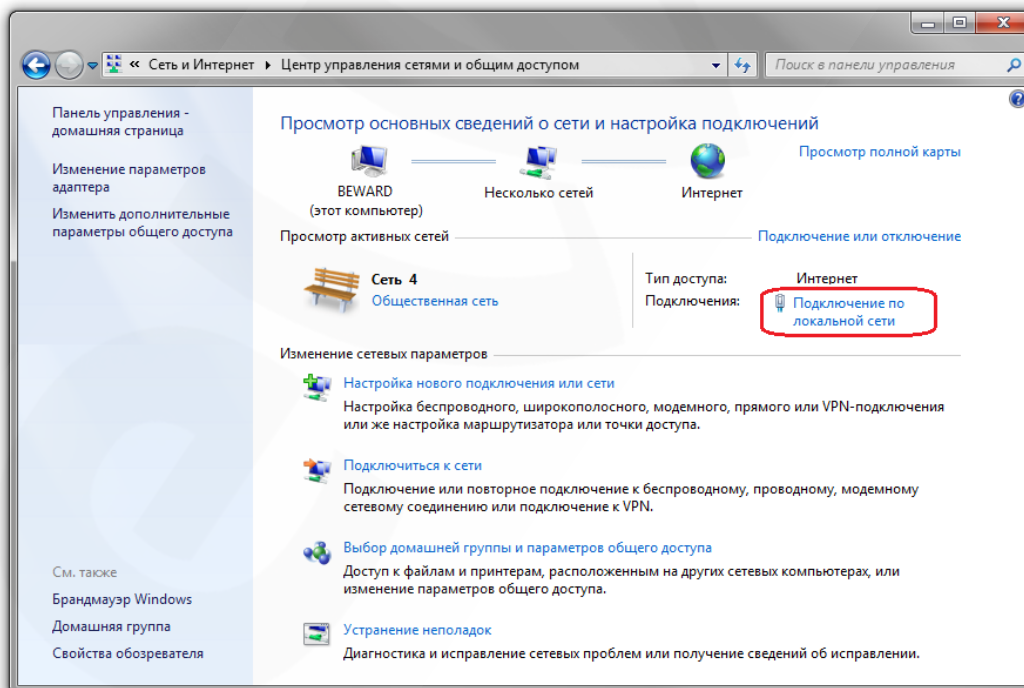 « Сеть и Интернет ▸ Центр управления сетями и общим доступом
Поиск в панели управления
Панель управления -
домашняя страница
Изменение параметров
адаптера
Изменить дополнительные
параметры общего доступа
См. также
Брандмауэр Windows
Домашняя группа
Свойства обозревателя
Просмотр основных сведений о сети и настройка подключений
Просмотр полной карты
BEWARD
(этот компьютер)
Несколько сетей
Интернет
Просмотр активных сетей
Подключение или отключение
Сеть 4
Общественная сеть
Тип доступа: Интернет
Подключения: Подключение по
локальной сети
Изменение сетевых параметров
Настройка нового подключения или сети
Настройка беспроводного, широкополосного, модемного, прямого или VPN-подключения
или же настройка маршрутизатора или точки доступа.
Подключиться к сети
Подключение или повторное подключение к беспроводному, проводному, модемному
сетевому соединению или подключение к VPN.
Выбор домашней группы и параметров общего доступа
Доступ к файлам и принтерам, расположенным на других сетевых компьютерах, или
изменение параметров общего доступа.
Устранение неполадок
Диагностика и исправление сетевых проблем или получение сведений об исправлении.